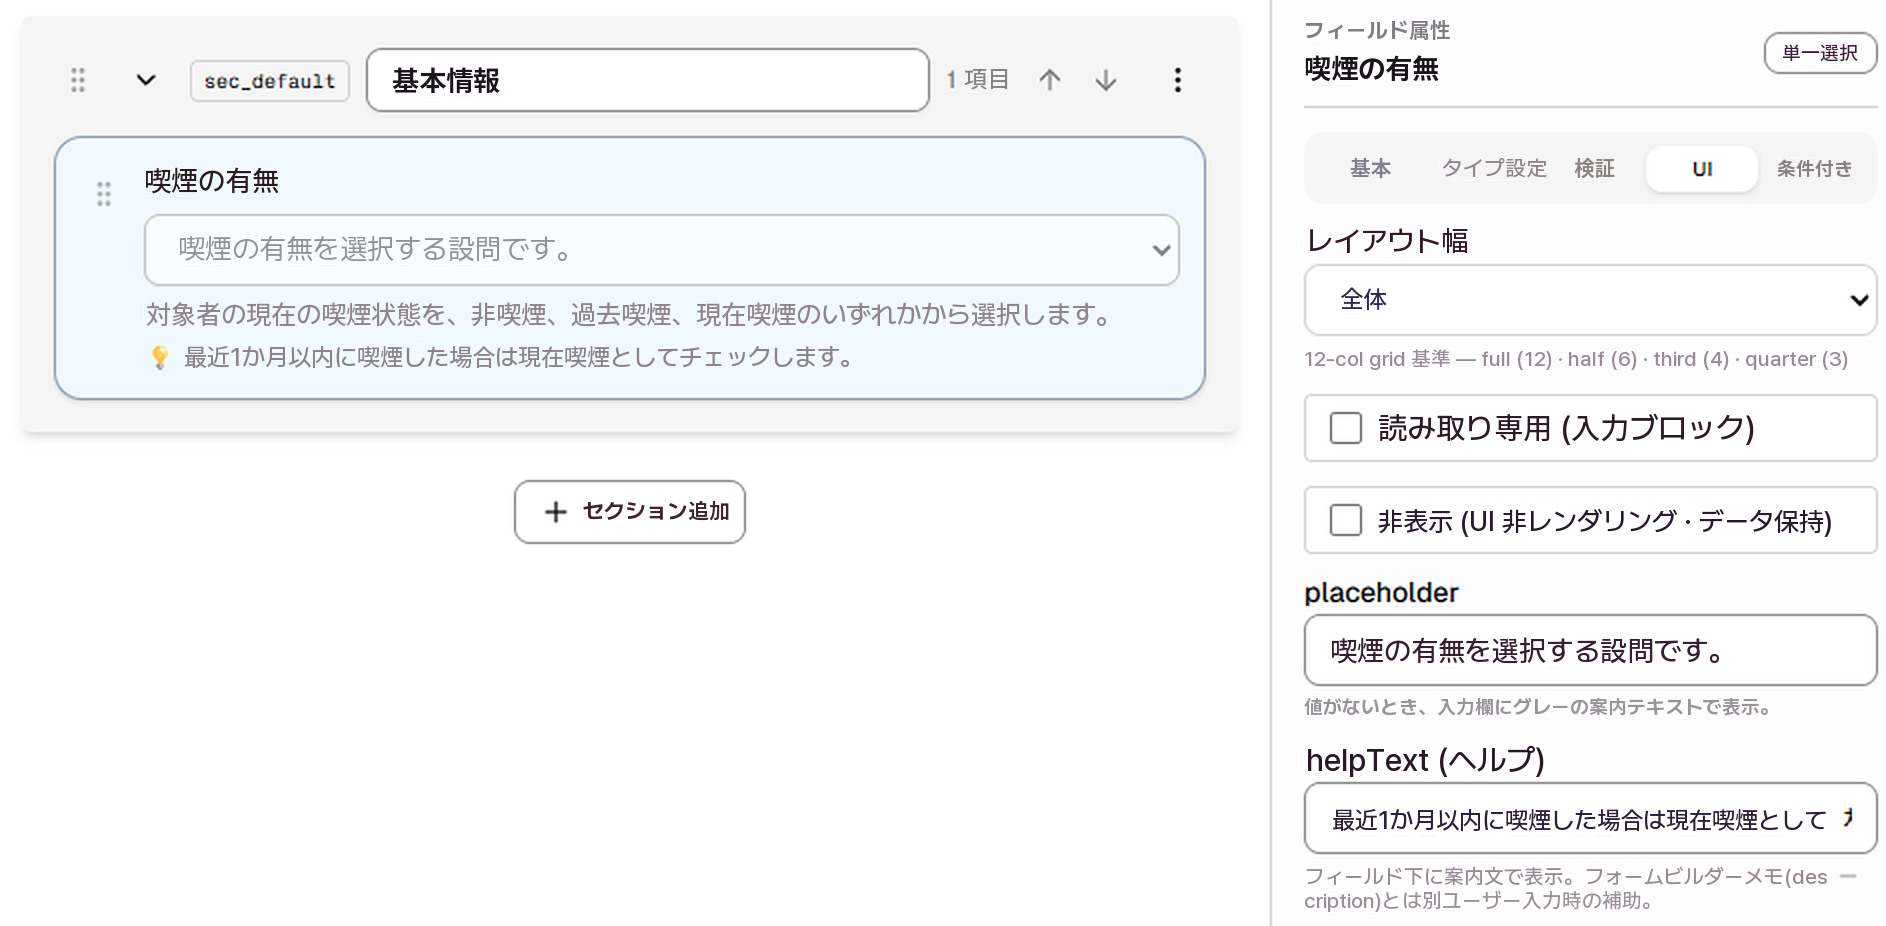 sec_default
基本情報
1 項目
喫煙の有無
喫煙の有無を選択する設問です。
対象者の現在の喫煙状態を、非喫煙、過去喫煙、現在喫煙のいずれかから選択します。
💡 最近1か月以内に喫煙した場合は現在喫煙としてチェックします。
セクション追加
フィールド属性
喫煙の有無
単一選択
基本 タイプ設定 検証 UI 条件付き
レイアウト幅
全体
12-col grid 基準 — full (12) · half (6) · third (4) · quarter (3)
読み取り専用 (入力ブロック)
非表示 (UI 非レンダリング · データ保持)
placeholder
喫煙の有無を選択する設問です。
値がないとき、入力欄にグレーの案内テキストで表示。
helpText (ヘルプ)
最近1か月以内に喫煙した場合は現在喫煙として
フィールド下に案内文で表示。フォームビルダーメモ(des
cription)とは別ユーザー入力時の補助。